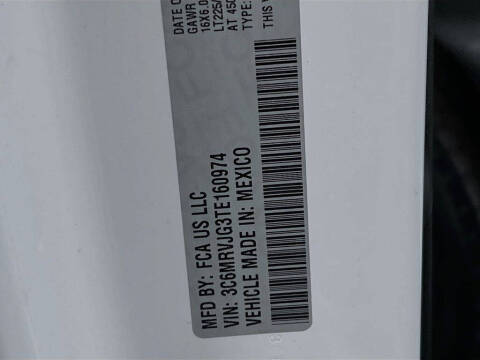 DATE O
GAWR
16X6.0
LT225/
AT 450
TYPE:
THIS V
MFD BY: FCA US LLC
VIN: 3C6MRVJG3TE160974
VEHICLE MADE IN: MEXICO